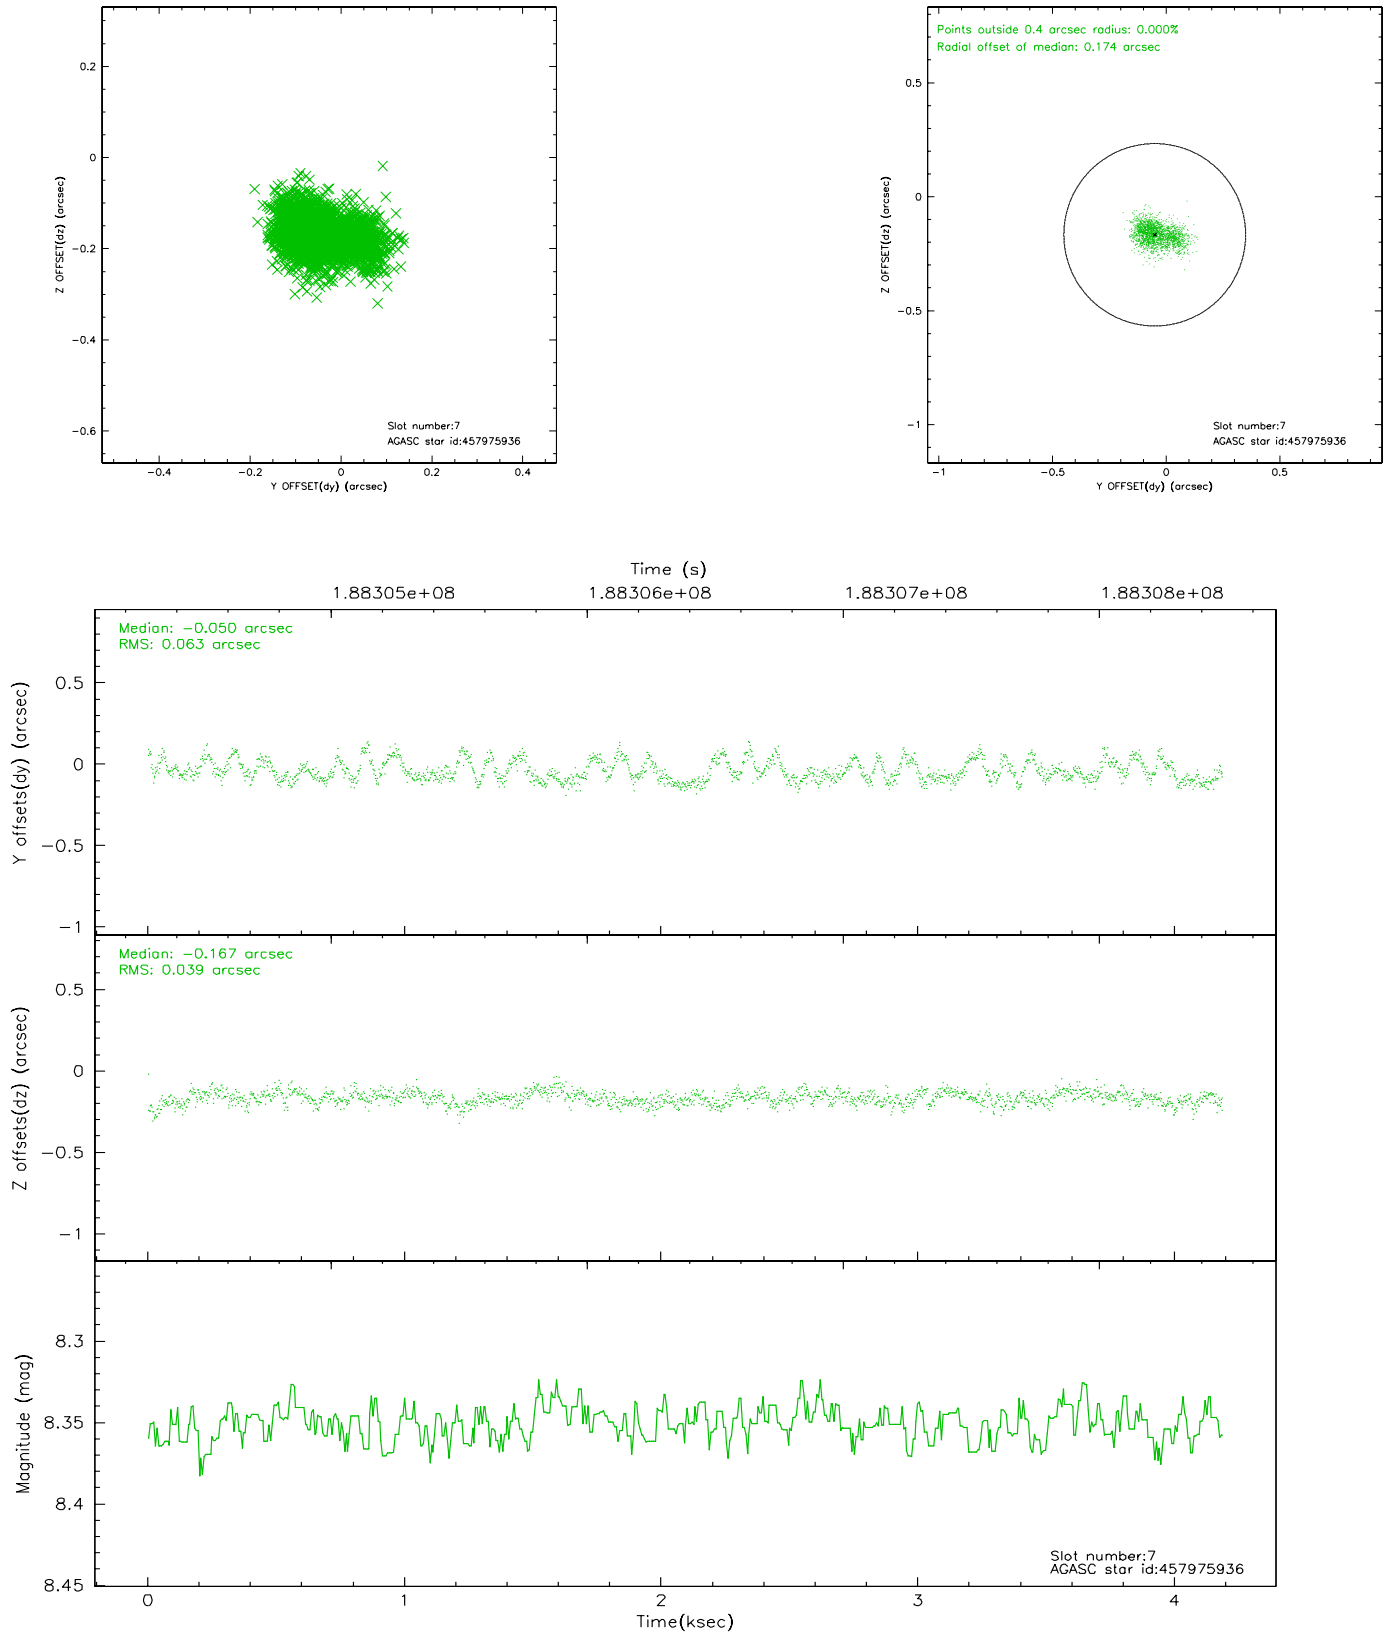 0.2
0
-0.2
-0.4
-0.6
Z OFFSET(dz) (arcsec)
-0.4
-0.2
0
0.2
0.4
Y OFFSET(dy) (arcsec)
Slot number:7
AGASC star id:457975936
Points outside 0.4 arcsec radius: 0.000%
Radial offset of median: 0.174 arcsec
0.5
0
-0.5
-1
Z OFFSET(dz) (arcsec)
-1
-0.5
0
0.5
Y OFFSET(dy) (arcsec)
Slot number:7
AGASC star id:457975936
Time (s)
1.88305e+08
1.88306e+08
1.88307e+08
1.88308e+08
Median: -0.050 arcsec
RMS: 0.063 arcsec
0.5
0
-0.5
-1
Y offsets(dy) (arcsec)
Median: -0.167 arcsec
RMS: 0.039 arcsec
0.5
0
-0.5
-1
Z offsets(dz) (arcsec)
8.3
8.35
8.4
8.45
Magnitude (mag)
Slot number:7
AGASC star id:457975936
0
1
2
3
4
Time(ksec)